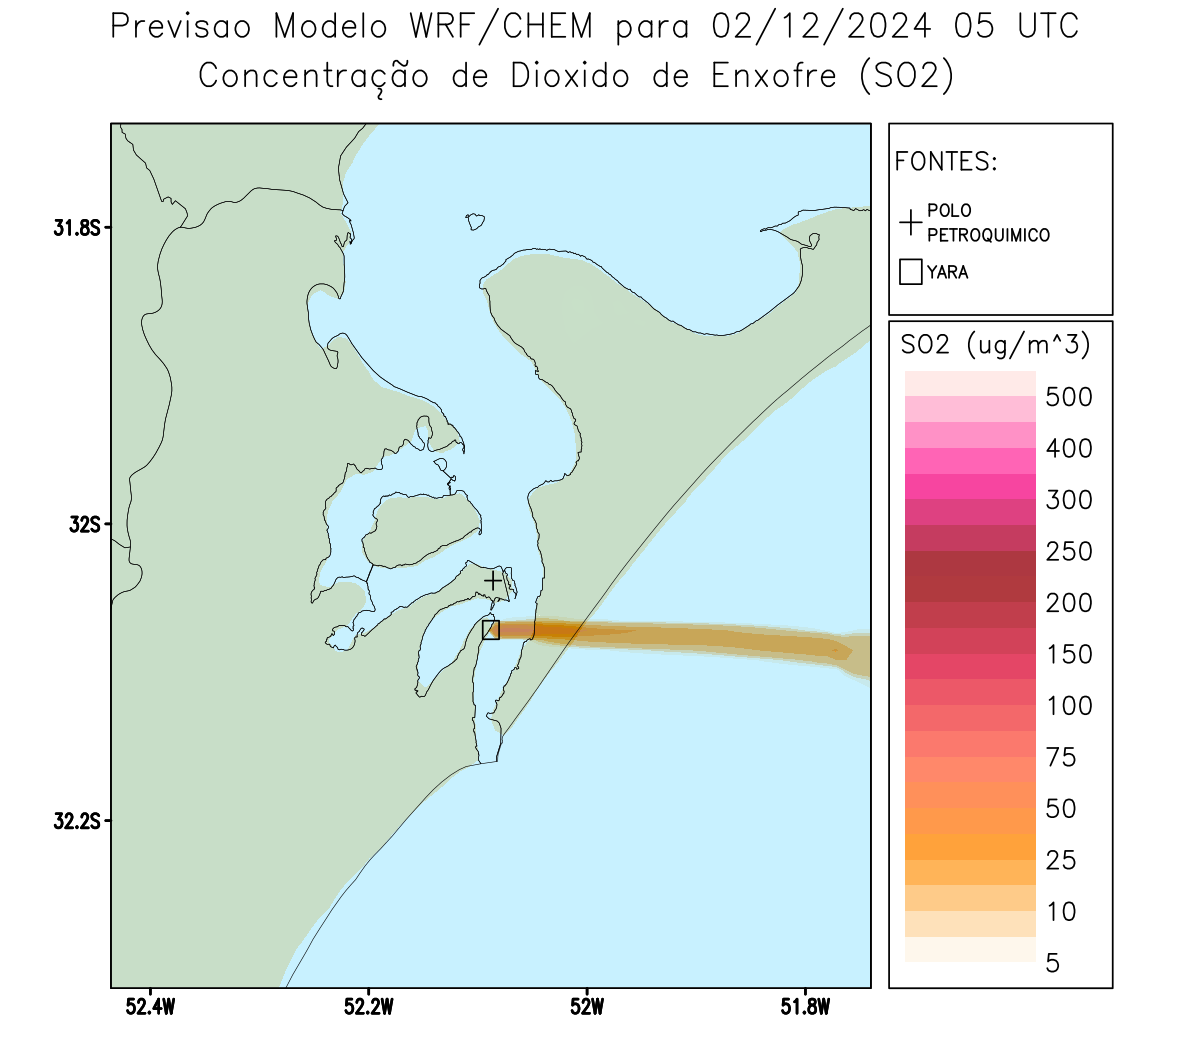 Previsao Modelo WRF/CHEM para 02/12/2024 05 UTC
Concentração de Dioxido de Enxofre (SO2)
FONTES:
POLO
PETROQUIMICO
YARA
31.8S
32S
32.2S
52.4W
52.2W
52W
51.8W
SO2 (ug/m^3)
500
400
300
250
200
150
100
75
50
25
10
5